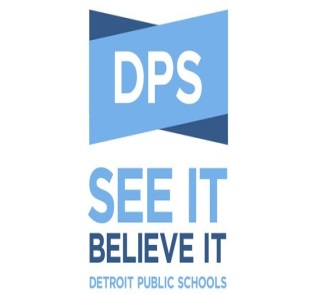 DPS
SEE IT
BELIEVE IT
DETROIT PUBLIC SCHOOLS